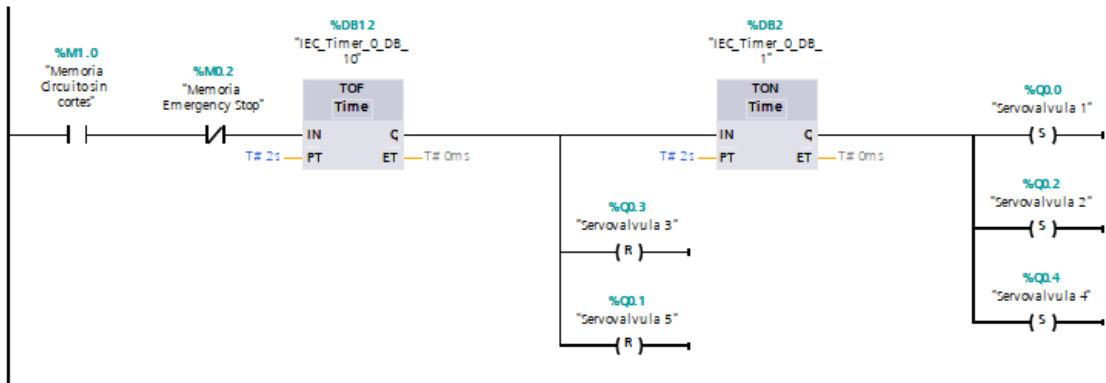 %DB12
"IEC_Timer_0_DB_
10"
%DB2
"IEC_Timer_0_DB_
1"
%M1.0
"Memoria
Circuito sin
cortes"
%M0.2
"Memoria
Emergency Stop"
TOF
Time
IN
Q
T# 2s
PT
ET
T# 0ms
TON
Time
IN
Q
T# 2s
PT
ET
T# 0ms
%Q0.0
"Servovalvula 1"
S
%Q0.2
"Servovalvula 2"
S
%Q0.4
"Servovalvula 4"
S
%Q0.3
"Servovalvula 3"
R
%Q0.1
"Servovalvula 5"
R